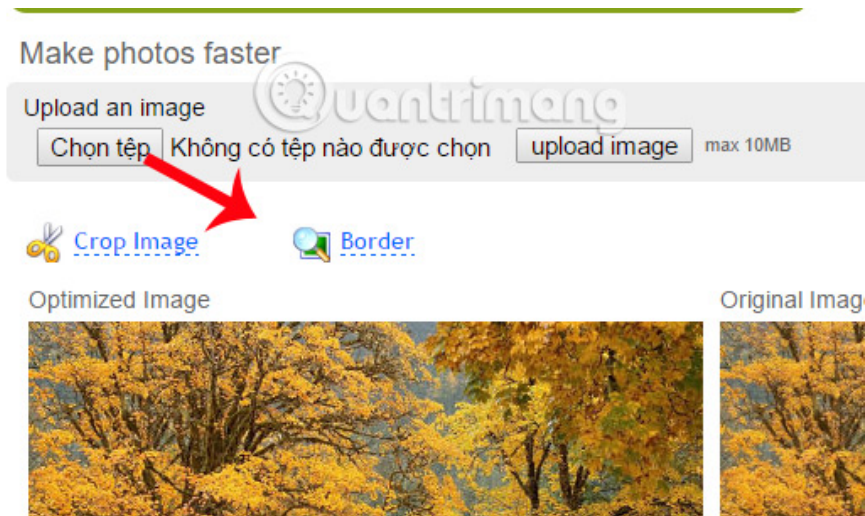 Make photos faster
Quantrimang
Upload an image
Chọn tệp Không có tệp nào được chọn upload image max 10MB
Crop Image Border
Optimized Image Original Imag